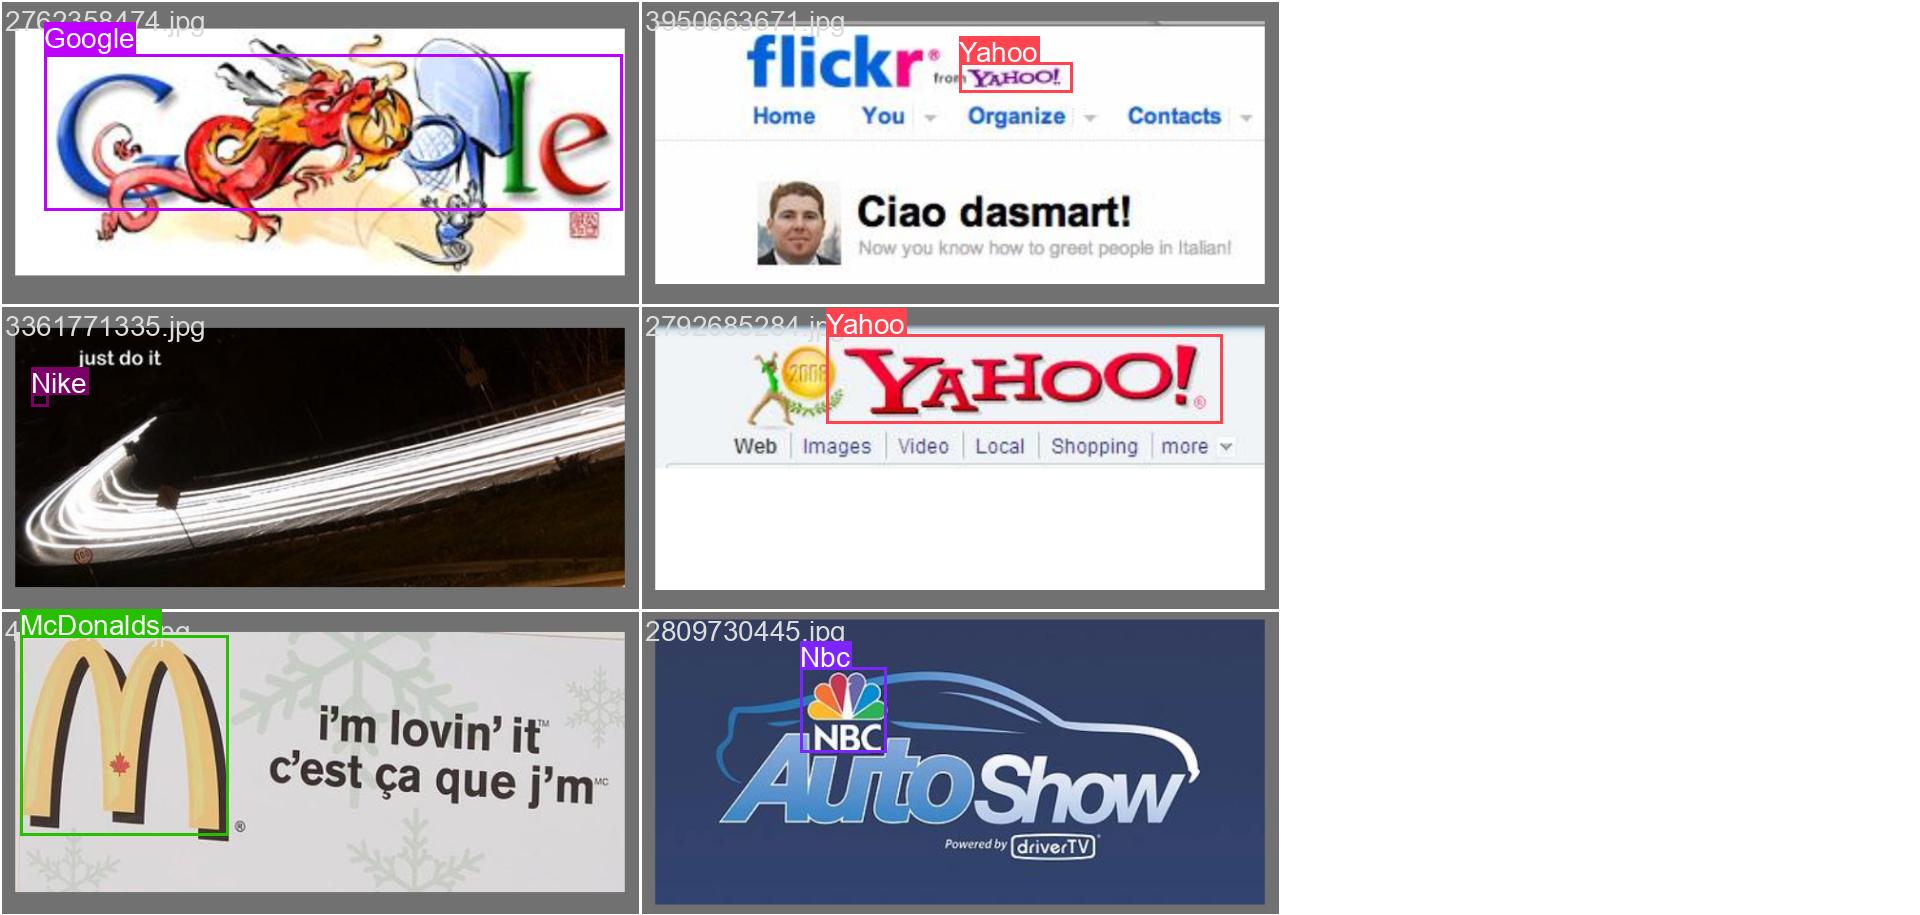 2762358474.jpg
Google
Google
3950663671.jpg
Yahoo
flickr®
from YAHOO!
Home You Organize Contacts
Ciao dasmart!
Now you know how to greet people in Italian!
3361771335.jpg
just do it
Nike
100
2792685284.jp
Yahoo
2008
YAHOO!®
Web Images Video Local Shopping more
4
McDonalds
jpg
®
i'm lovin' it™
c'est ça que j'm MC
2809730445.jpg
Nbc
NBC
AutoShow
Powered by driverTV